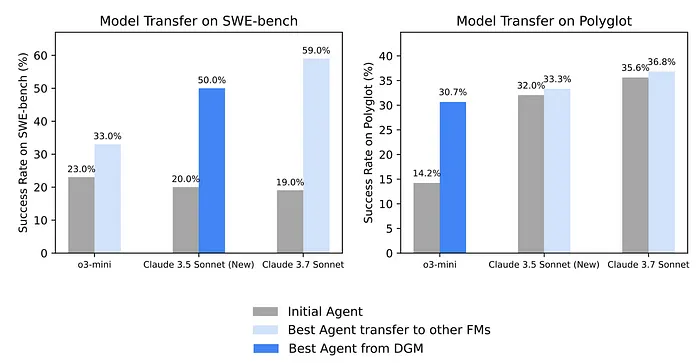 Model Transfer on SWE-bench
Success Rate on SWE-bench (%)
60
50
40
30
20
10
0
23.0%
33.0%
20.0%
50.0%
19.0%
59.0%
o3-mini
Claude 3.5 Sonnet (New)
Claude 3.7 Sonnet
Model Transfer on Polyglot
Success Rate on Polyglot (%)
40
35
30
25
20
15
10
5
0
14.2%
30.7%
32.0%
33.3%
35.6%
36.8%
o3-mini
Claude 3.5 Sonnet (New)
Claude 3.7 Sonnet
Initial Agent
Best Agent transfer to other FMs
Best Agent from DGM